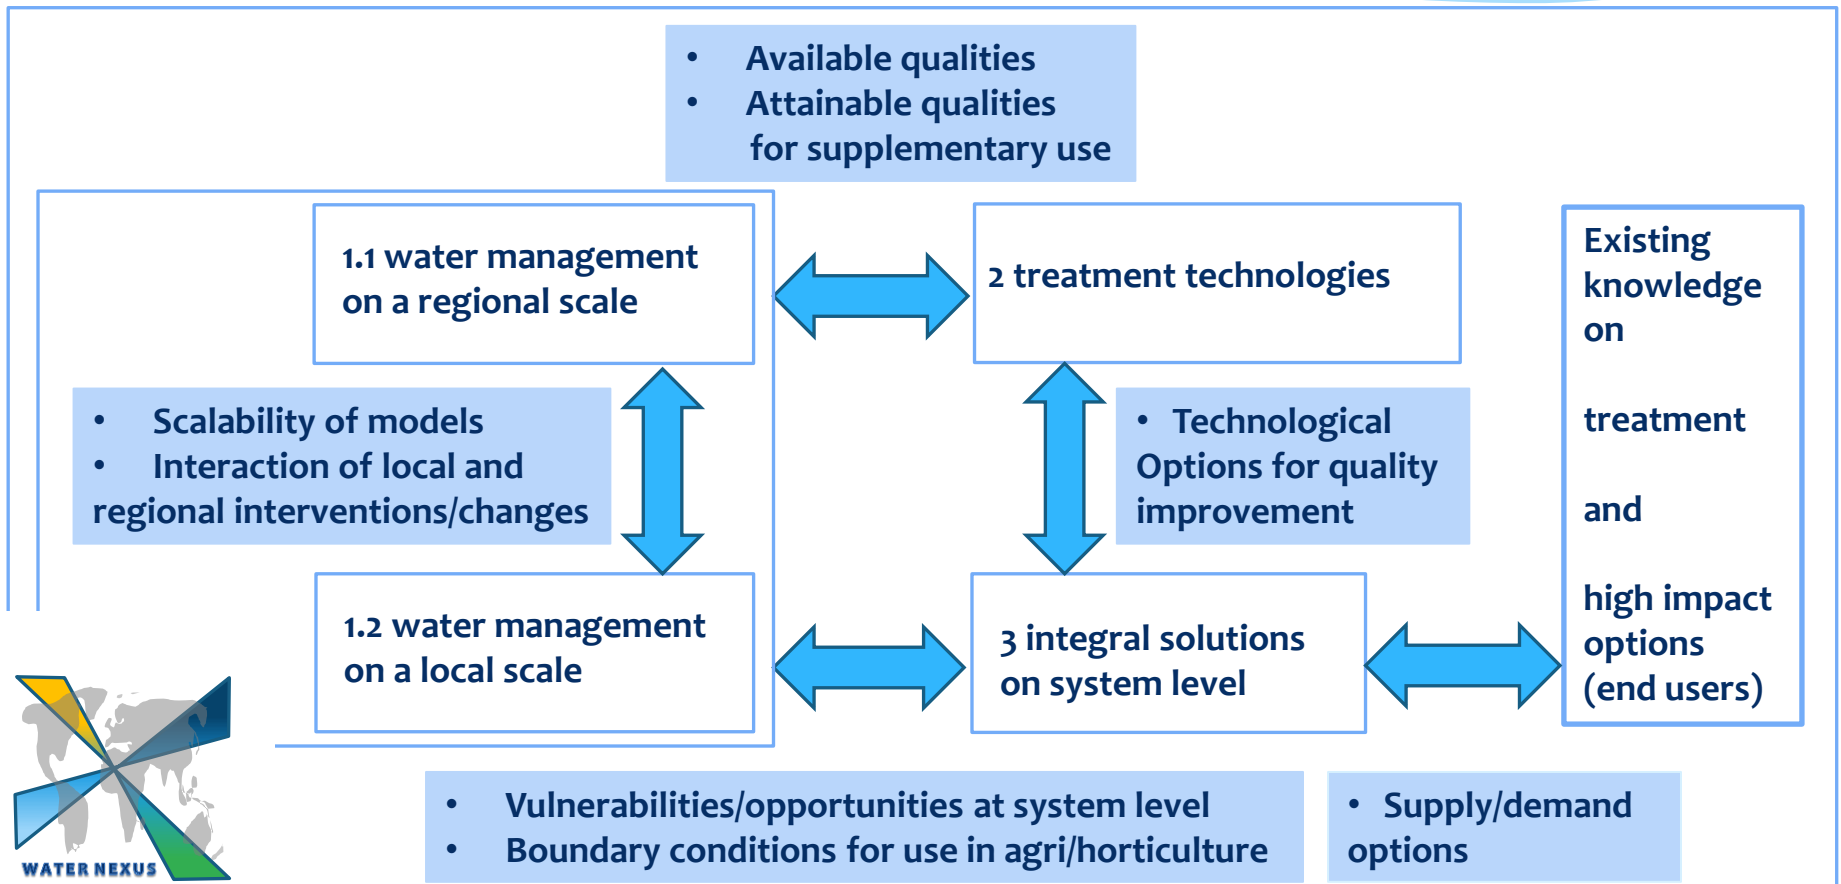 • Available qualities
• Attainable qualities
for supplementary use
1.1 water management
on a regional scale
2 treatment technologies
Existing
knowledge
on
treatment
and
high impact
options
(end users)
• Scalability of models
• Interaction of local and
regional interventions/changes
• Technological
Options for quality
improvement
1.2 water management
on a local scale
3 integral solutions
on system level
WATER NEXUS
• Vulnerabilities/opportunities at system level
• Boundary conditions for use in agri/horticulture
• Supply/demand
options